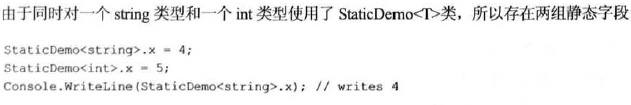 由于同时对一个 string 类型和一个 int 类型使用了 StaticDemo<T>类，所以存在两组静态字段
StaticDemo<string>.x = 4;
StaticDemo<int>.x = 5;
Console.WriteLine(StaticDemo<string>.x); // writes 4